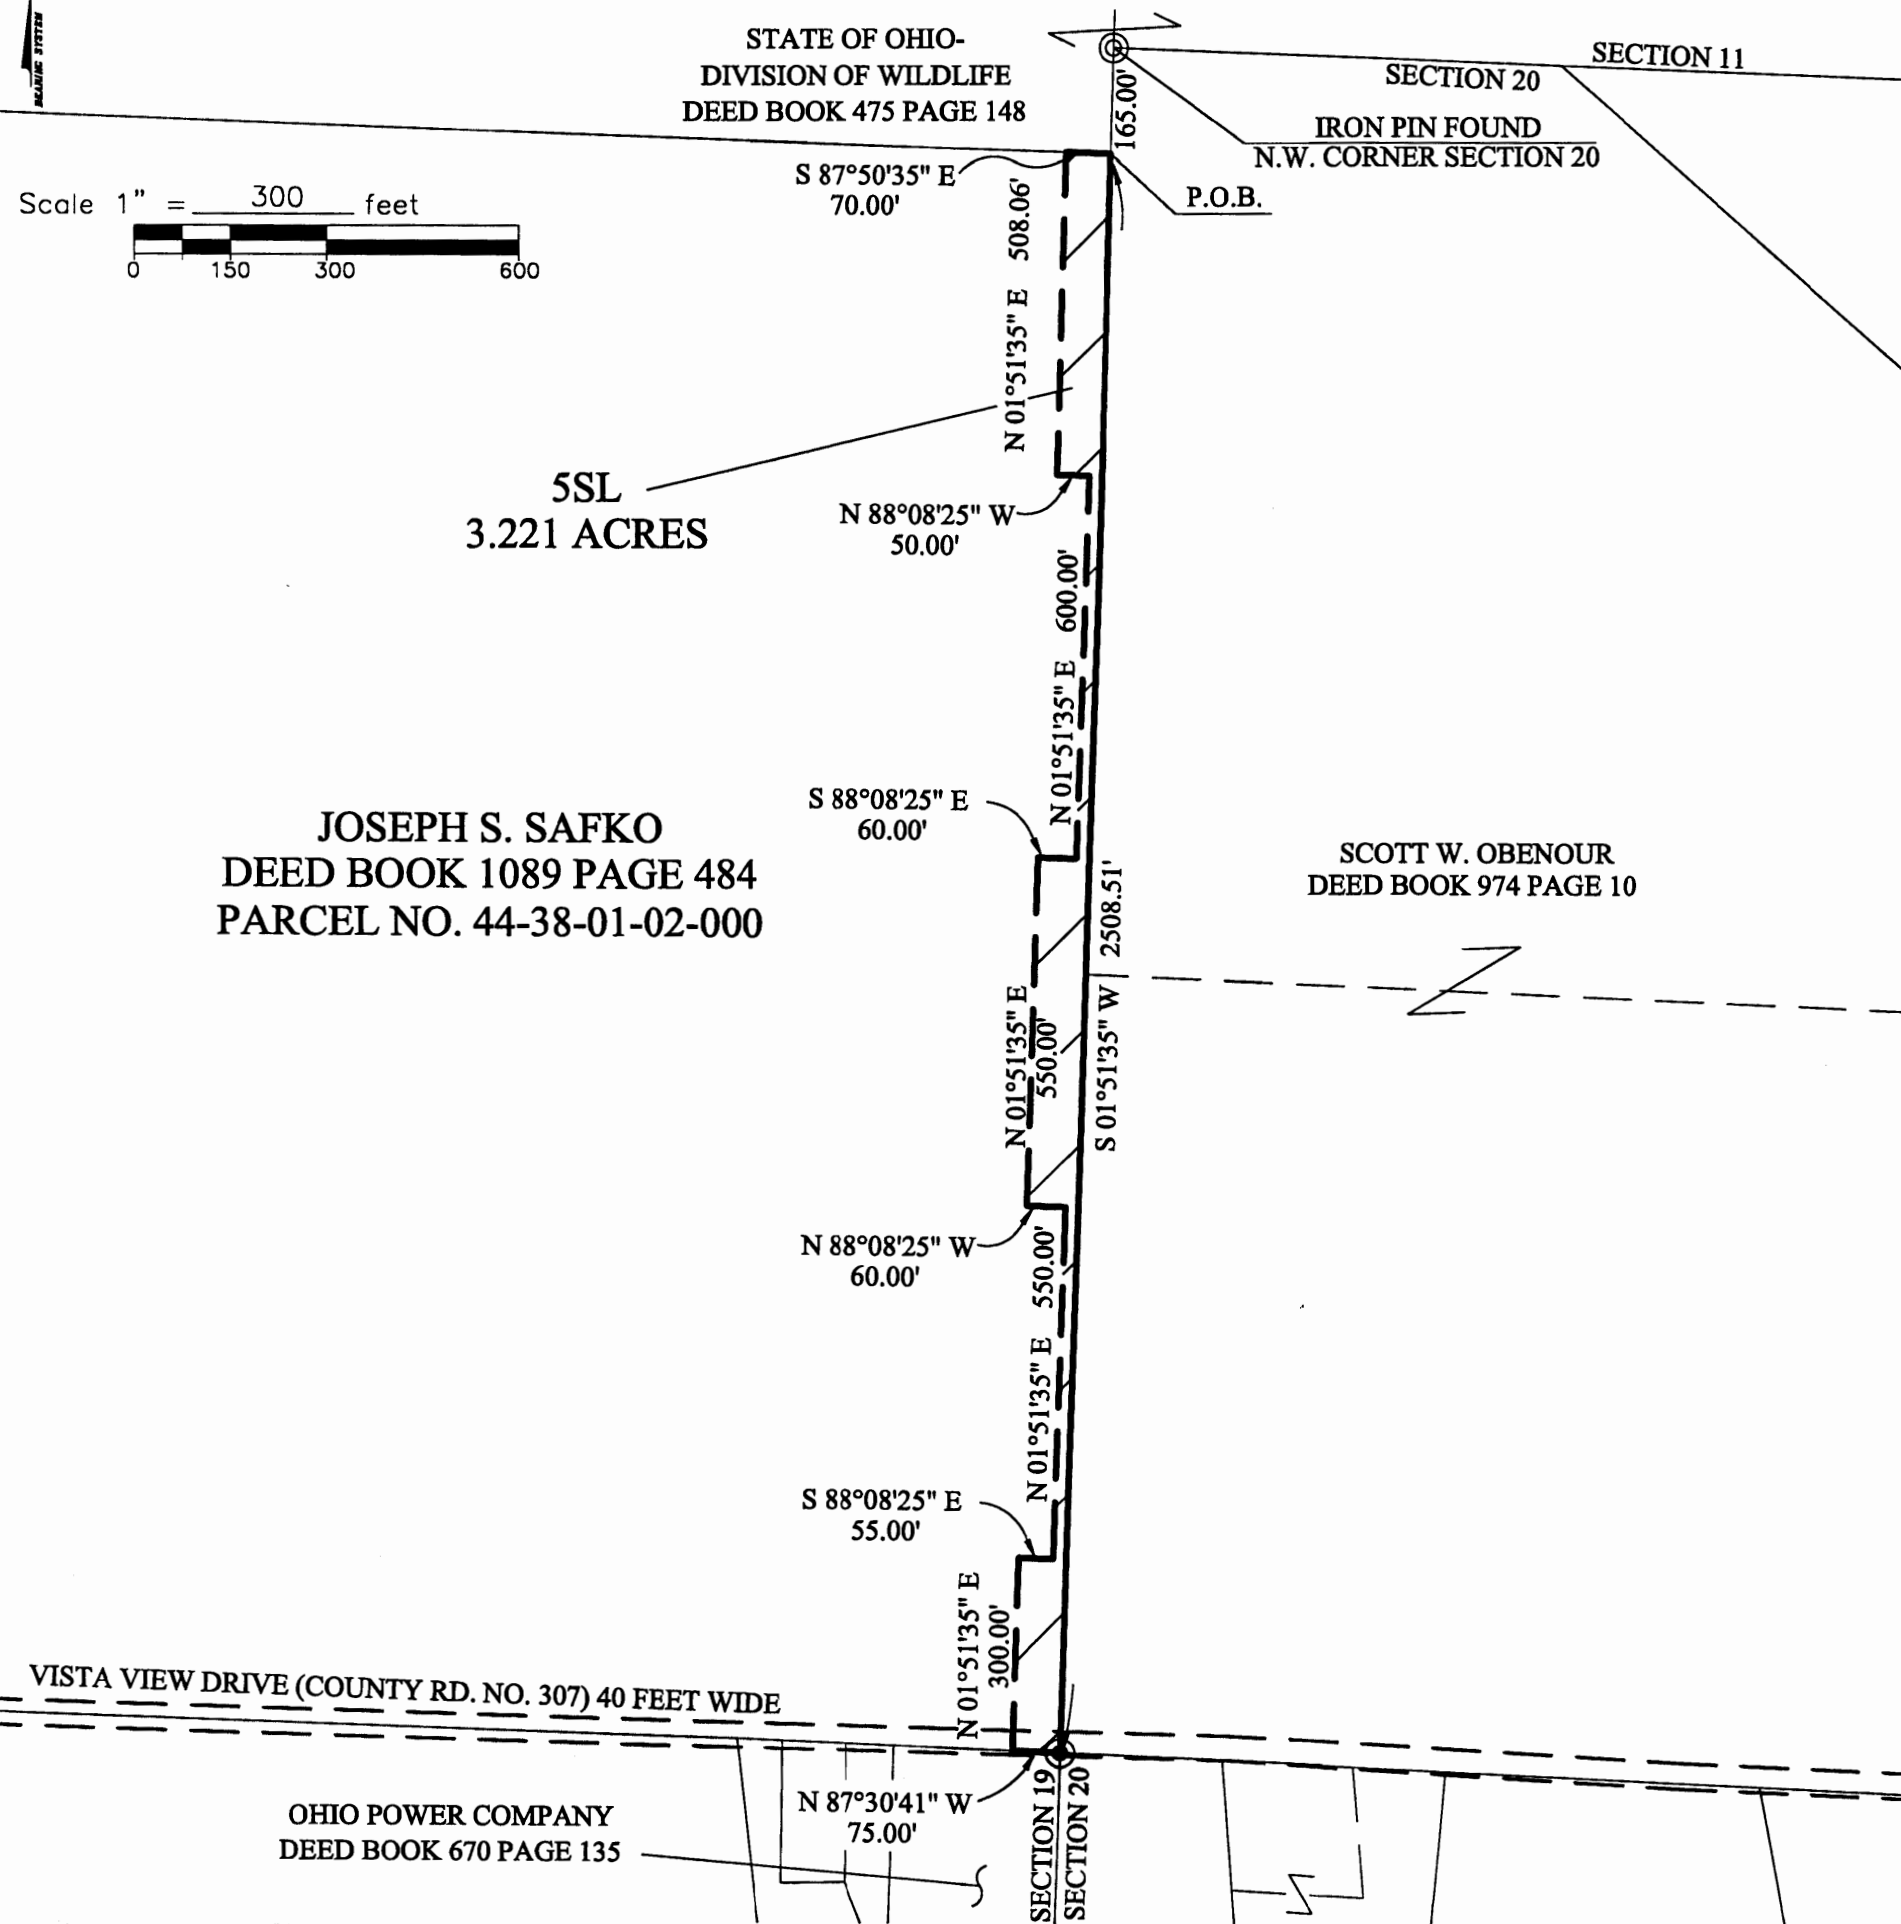 BEARING SYSTEM
STATE OF OHIO-
DIVISION OF WILDLIFE
DEED BOOK 475 PAGE 148
SECTION 11
SECTION 20
165.00'
IRON PIN FOUND
N.W. CORNER SECTION 20
P.O.B.
S 87°50'35" E
70.00'
Scale 1" = 300 feet
0 150 300 600
N 01°51'35" E 508.06'
5SL
3.221 ACRES
N 88°08'25" W
50.00'
N 01°51'35" E 600.00'
S 88°08'25" E
60.00'
JOSEPH S. SAFKO
DEED BOOK 1089 PAGE 484
PARCEL NO. 44-38-01-02-000
SCOTT W. OBENOUR
DEED BOOK 974 PAGE 10
S 01°51'35" W 2508.51'
N 01°51'35" E
550.00'
N 88°08'25" W
60.00'
N 01°51'35" E 550.00'
S 88°08'25" E
55.00'
N 01°51'35" E
300.00'
VISTA VIEW DRIVE (COUNTY RD. NO. 307) 40 FEET WIDE
N 87°30'41" W
75.00'
OHIO POWER COMPANY
DEED BOOK 670 PAGE 135
SECTION 19
SECTION 20